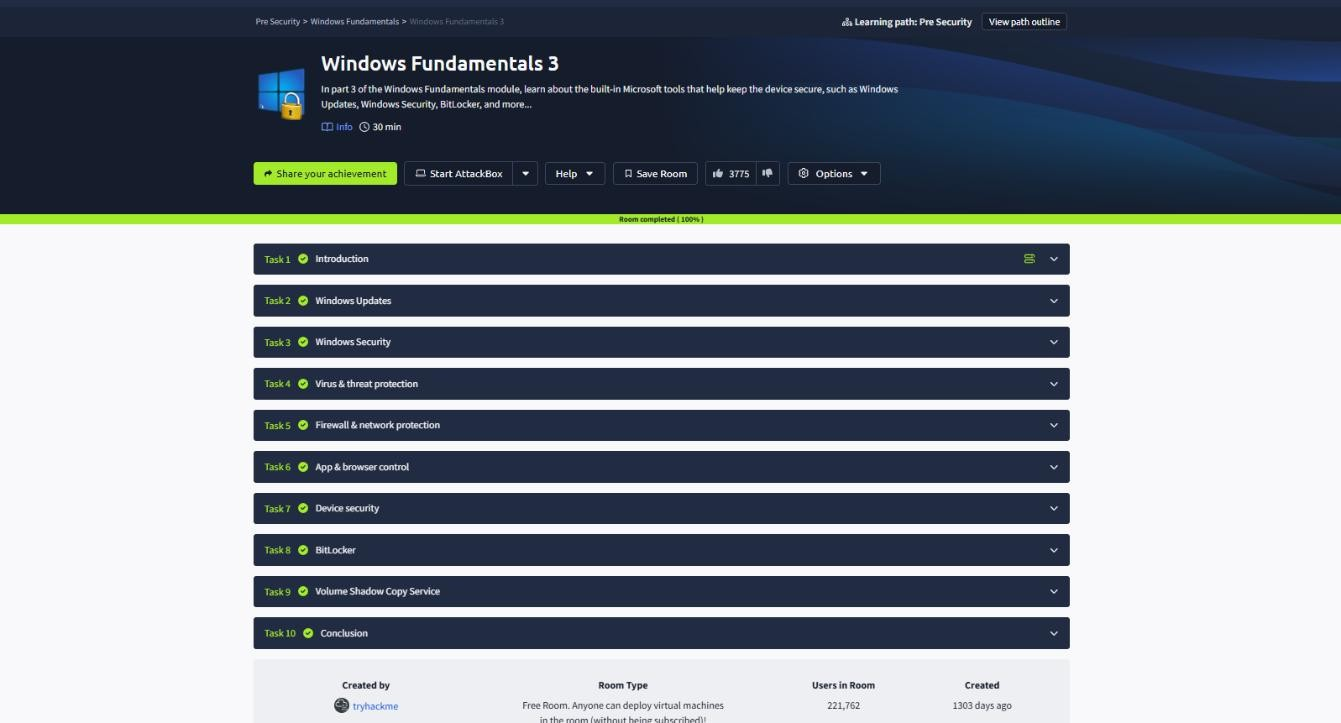 Pre Security > Windows Fundamentals > Windows Fundamentals 3
Learning path: Pre Security
View path outline
Windows Fundamentals 3
In part 3 of the Windows Fundamentals module, learn about the built-in Microsoft tools that help keep the device secure, such as Windows
Updates, Windows Security, BitLocker, and more...
Info 30 min
Share your achievement
Start AttackBox
Help
Save Room
3775
Options
Room completed ( 100% )
Task 1 Introduction
Task 2 Windows Updates
Task 3 Windows Security
Task 4 Virus & threat protection
Task 5 Firewall & network protection
Task 6 App & browser control
Task 7 Device security
Task 8 BitLocker
Task 9 Volume Shadow Copy Service
Task 10 Conclusion
Created by
tryhackme
Room Type
Free Room. Anyone can deploy virtual machines
in the room (without being subscribed)!
Users in Room
221,762
Created
1303 days ago